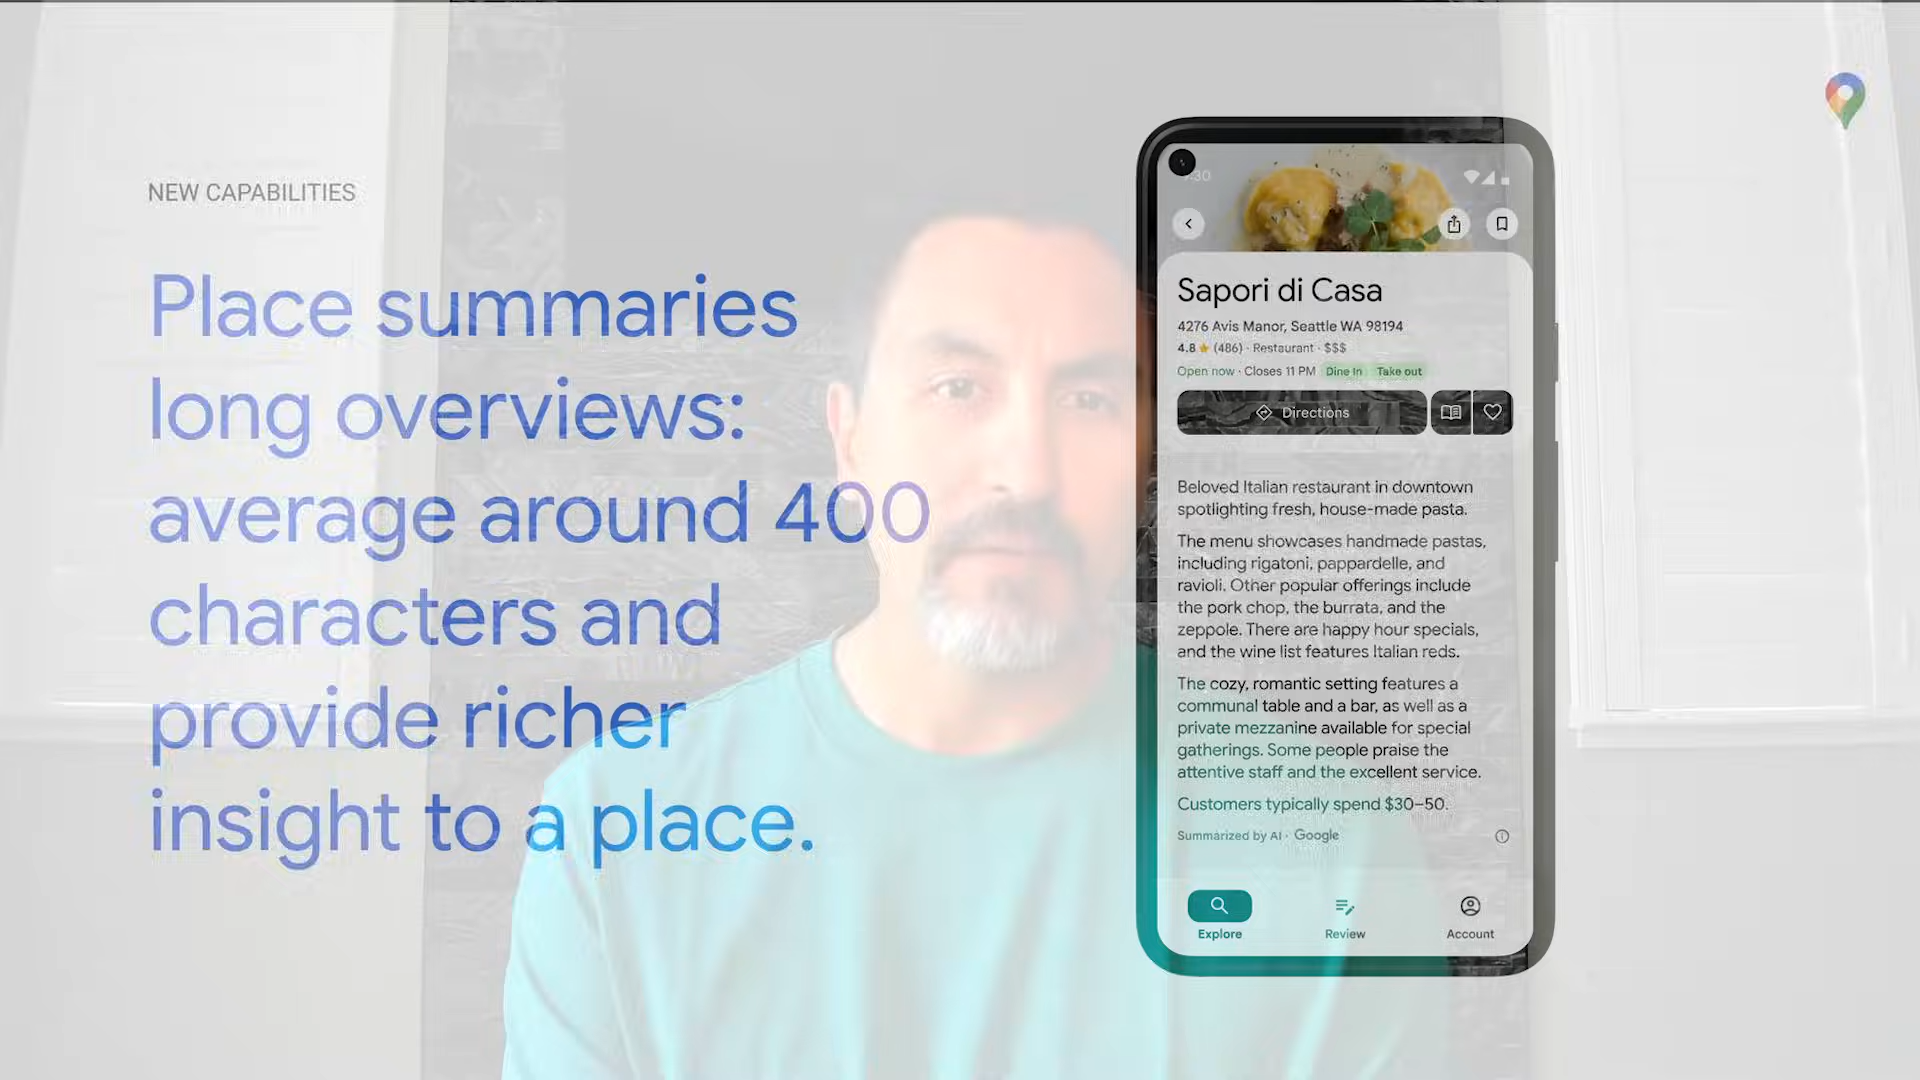 NEW CAPABILITIES
Place summaries
long overviews:
average around 400
characters and
provide richer
insight to a place.
Sapori di Casa
4276 Avis Manor, Seattle WA 98194
4.8 ★ (486) · Restaurant · $$$
Open now · Closes 11 PM Dine In Take out
Directions
Beloved Italian restaurant in downtown
spotlighting fresh, house-made pasta.
The menu showcases handmade pastas,
including rigatoni, pappardelle, and
ravioli. Other popular offerings include
the pork chop, the burrata, and the
zeppole. There are happy hour specials,
and the wine list features Italian reds.
The cozy, romantic setting features a
communal table and a bar, as well as a
private mezzanine available for special
gatherings. Some people praise the
attentive staff and the excellent service.
Customers typically spend $30–50.
Summarized by AI · Google
Explore Review Account